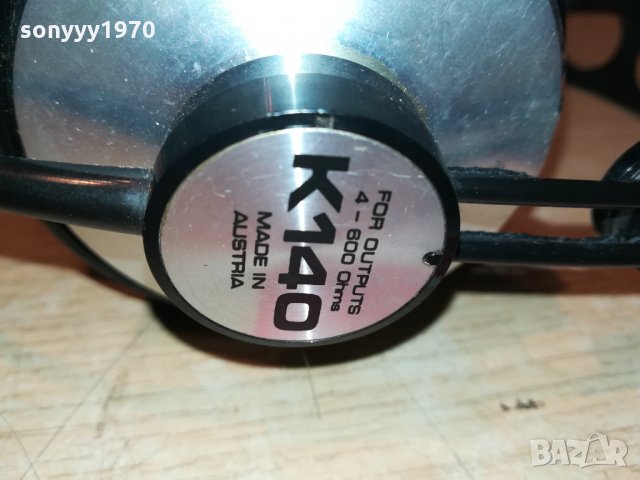 sonyyy1970
FOR OUTPUTS
4 - 600 Ohms
K140
MADE IN
AUSTRIA
BAZAR